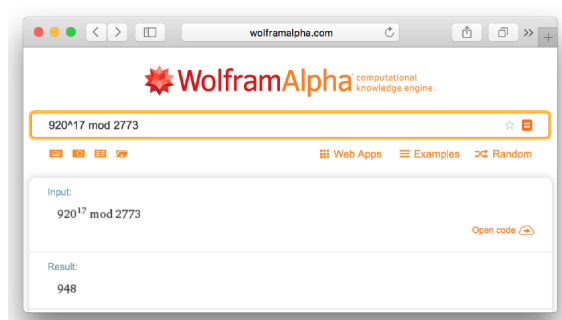 wolframalpha.com
WolframAlpha computational knowledge engine.
920^17 mod 2773
Web Apps Examples Random
Input:
920^17 mod 2773
Open code
Result:
948